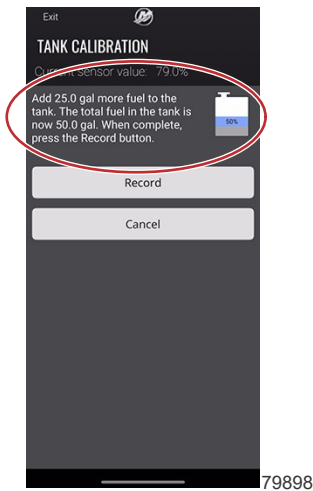 Exit
TANK CALIBRATION
Current sensor value: 79.0%
Add 25.0 gal more fuel to the
tank. The total fuel in the tank is
now 50.0 gal. When complete,
press the Record button.
50%
Record
Cancel
79898